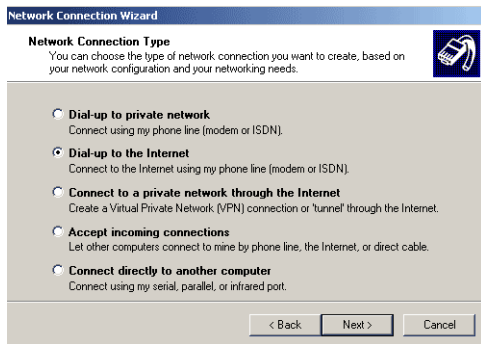 Network Connection Wizard
Network Connection Type
You can choose the type of network connection you want to create, based on
your network configuration and your networking needs.
Dial-up to private network
Connect using my phone line (modem or ISDN).
Dial-up to the Internet
Connect to the Internet using my phone line (modem or ISDN).
Connect to a private network through the Internet
Create a Virtual Private Network (VPN) connection or 'tunnel' through the Internet.
Accept incoming connections
Let other computers connect to mine by phone line, the Internet, or direct cable.
Connect directly to another computer
Connect using my serial, parallel, or infrared port.
< Back Next > Cancel